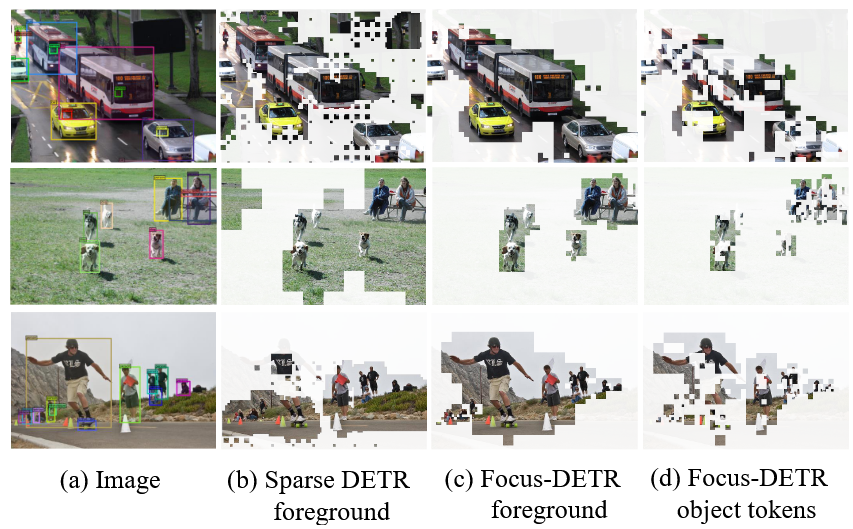 (a) Image
(b) Sparse DETR
foreground
(c) Focus-DETR
foreground
(d) Focus-DETR
object tokens